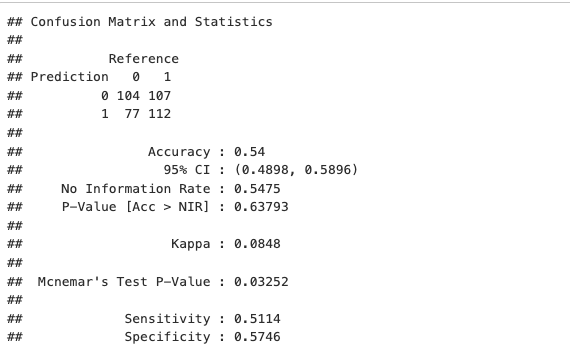 ## Confusion Matrix and Statistics
##
##           Reference
## Prediction   0   1
##          0 104 107
##          1  77 112
##
##                Accuracy : 0.54
##                  95% CI : (0.4898, 0.5896)
##     No Information Rate : 0.5475
##     P-Value [Acc > NIR] : 0.63793
##
##                   Kappa : 0.0848
##
##  Mcnemar's Test P-Value : 0.03252
##
##             Sensitivity : 0.5114
##             Specificity : 0.5746